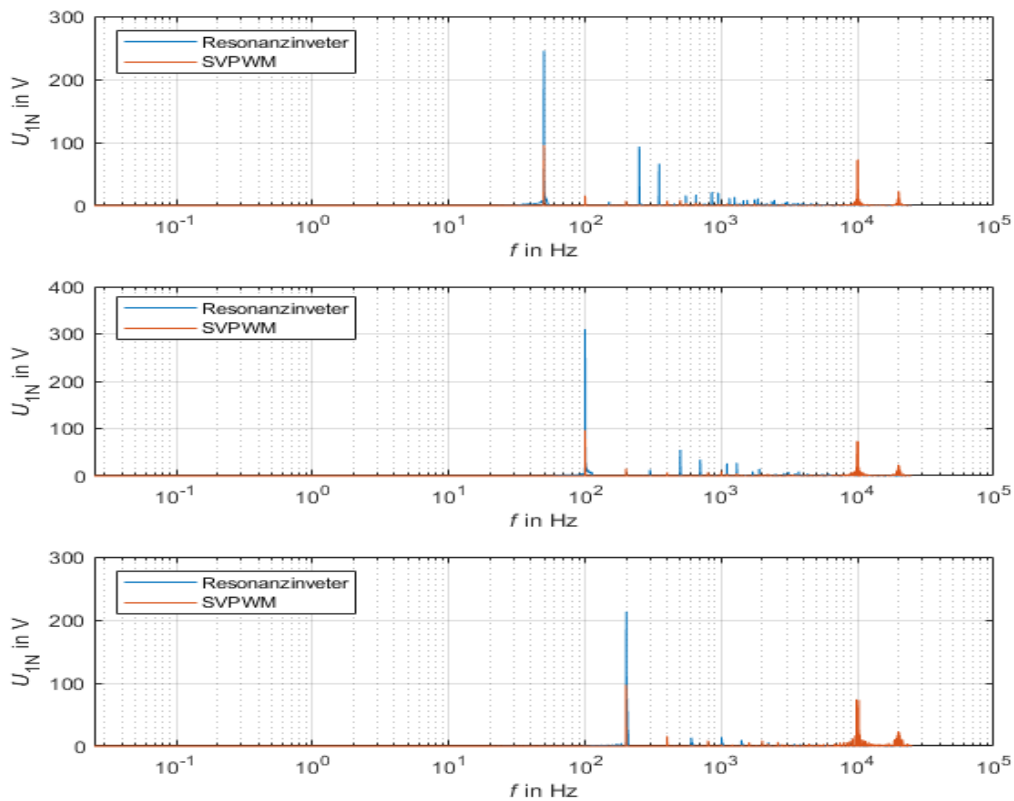 300
200
100
0
U1N in V
Resonanzinveter
SVPWM
10-1 100 101 102 103 104 105
f in Hz
400
300
200
100
0
U1N in V
Resonanzinveter
SVPWM
10-1 100 101 102 103 104 105
f in Hz
300
200
100
0
U1N in V
Resonanzinveter
SVPWM
10-1 100 101 102 103 104 105
f in Hz